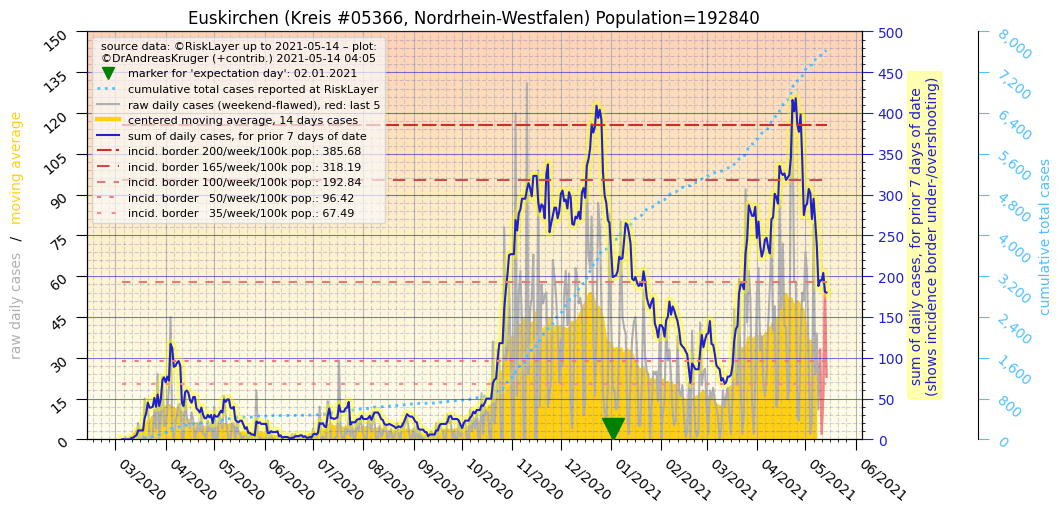 Euskirchen (Kreis #05366, Nordrhein-Westfalen) Population=192840
source data: ©RiskLayer up to 2021-05-14 – plot:
©DrAndreasKruger (+contrib.) 2021-05-14 04:05
marker for 'expectation day': 02.01.2021
cumulative total cases reported at RiskLayer
raw daily cases (weekend-flawed), red: last 5
centered moving average, 14 days cases
sum of daily cases, for prior 7 days of date
incid. border 200/week/100k pop.: 385.68
incid. border 165/week/100k pop.: 318.19
incid. border 100/week/100k pop.: 192.84
incid. border   50/week/100k pop.: 96.42
incid. border   35/week/100k pop.: 67.49
raw daily cases  /  moving average
150
135
120
105
90
75
60
45
30
15
0
03/2020
04/2020
05/2020
06/2020
07/2020
08/2020
09/2020
10/2020
11/2020
12/2020
01/2021
02/2021
03/2021
04/2021
05/2021
06/2021
500
450
400
350
300
250
200
150
100
50
0
sum of daily cases, for prior 7 days of date
(shows incidence border under-/overshooting)
8,000
7,200
6,400
5,600
4,800
4,000
3,200
2,400
1,600
800
0
cumulative total cases